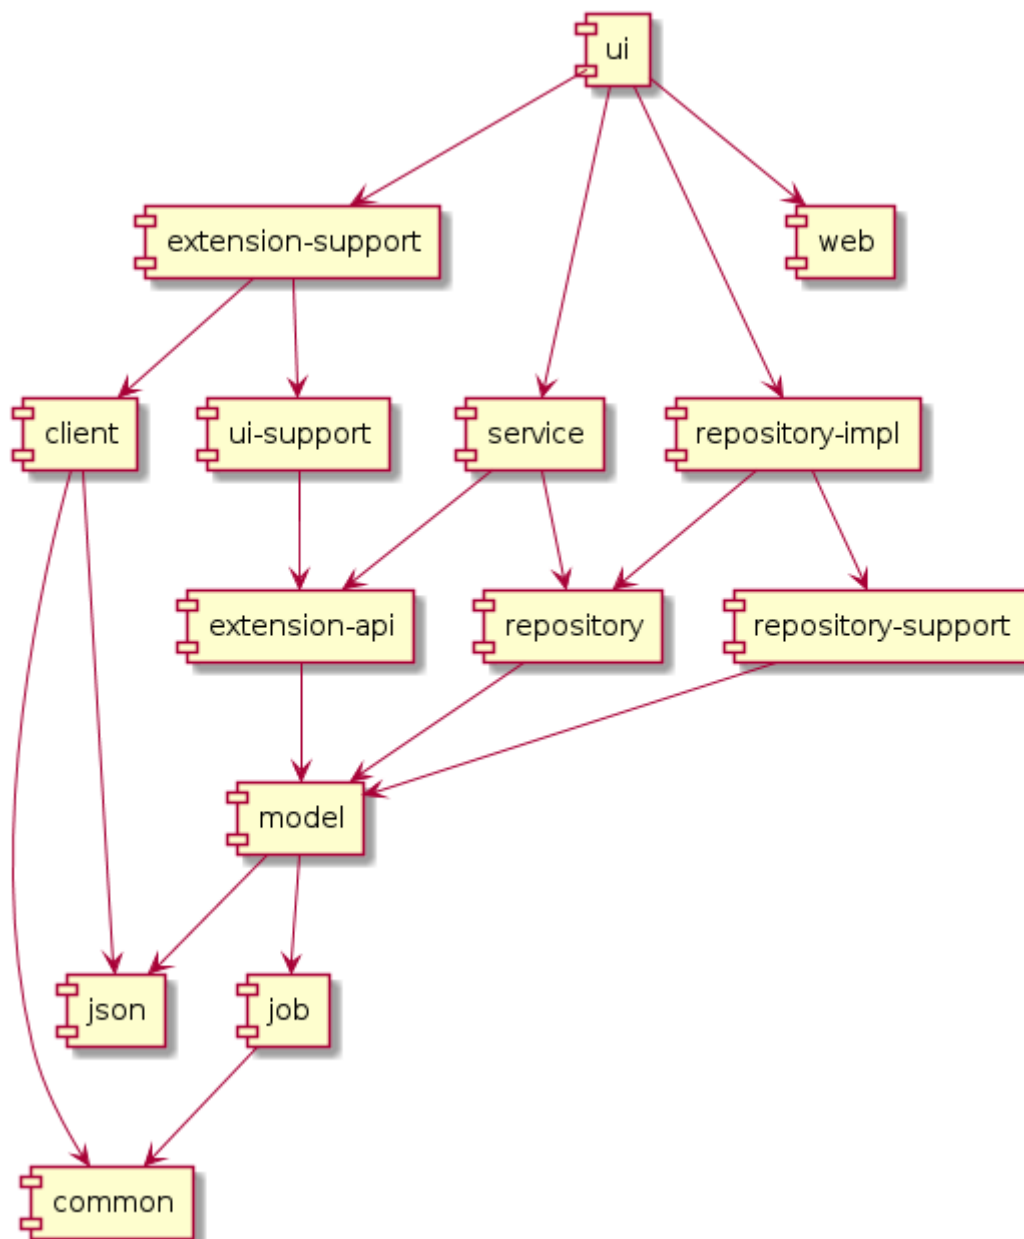 ui
extension-support
web
client
ui-support
service
repository-impl
extension-api
repository
repository-support
model
json
job
common